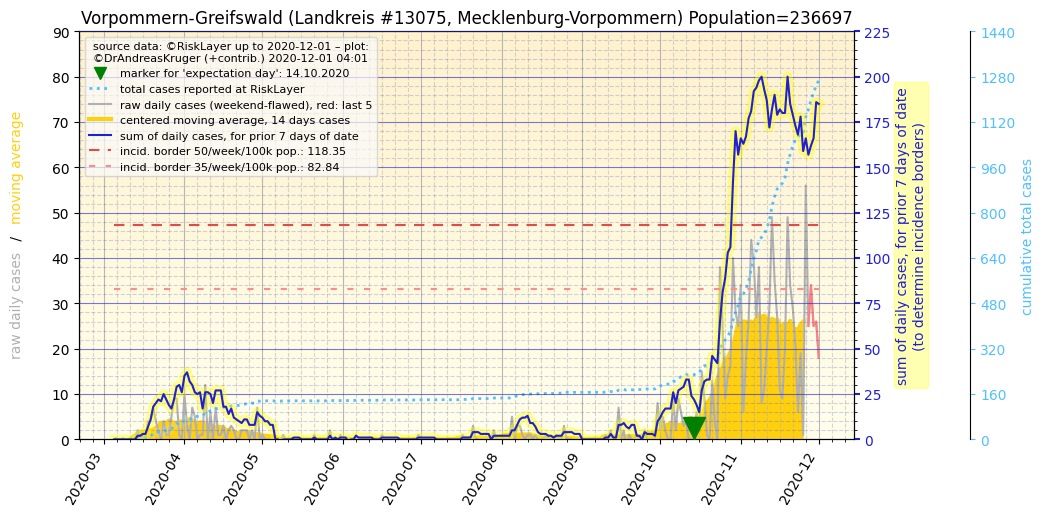 Vorpommern-Greifswald (Landkreis #13075, Mecklenburg-Vorpommern) Population=236697
source data: ©RiskLayer up to 2020-12-01 – plot:
©DrAndreasKruger (+contrib.) 2020-12-01 04:01
marker for 'expectation day': 14.10.2020
total cases reported at RiskLayer
raw daily cases (weekend-flawed), red: last 5
centered moving average, 14 days cases
sum of daily cases, for prior 7 days of date
incid. border 50/week/100k pop.: 118.35
incid. border 35/week/100k pop.: 82.84
raw daily cases / moving average
90
80
70
60
50
40
30
20
10
0
2020-03
2020-04
2020-05
2020-06
2020-07
2020-08
2020-09
2020-10
2020-11
2020-12
225
200
175
150
125
100
75
50
25
0
sum of daily cases, for prior 7 days of date
(to determine incidence borders)
1440
1280
1120
960
800
640
480
320
160
0
cumulative total cases